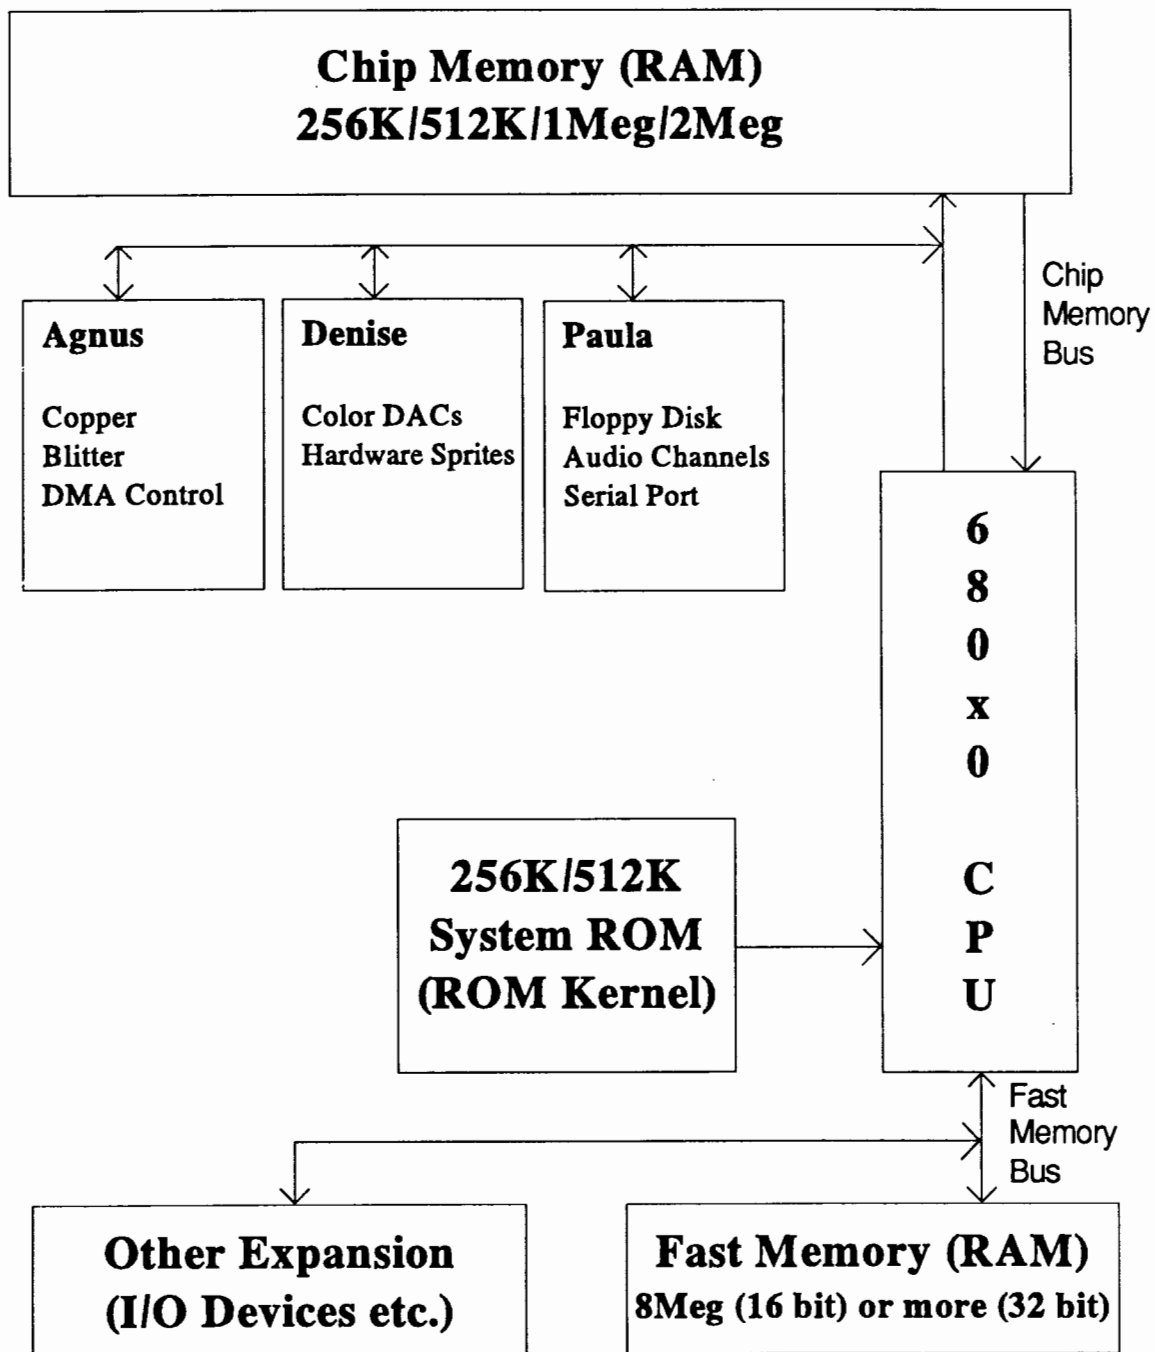 Chip Memory (RAM)
256K/512K/1Meg/2Meg
Chip
Memory
Bus
Agnus
Copper
Blitter
DMA Control
Denise
Color DACs
Hardware Sprites
Paula
Floppy Disk
Audio Channels
Serial Port
6
8
0
x
0
C
P
U
256K/512K
System ROM
(ROM Kernel)
Fast
Memory
Bus
Other Expansion
(I/O Devices etc.)
Fast Memory (RAM)
8Meg (16 bit) or more (32 bit)